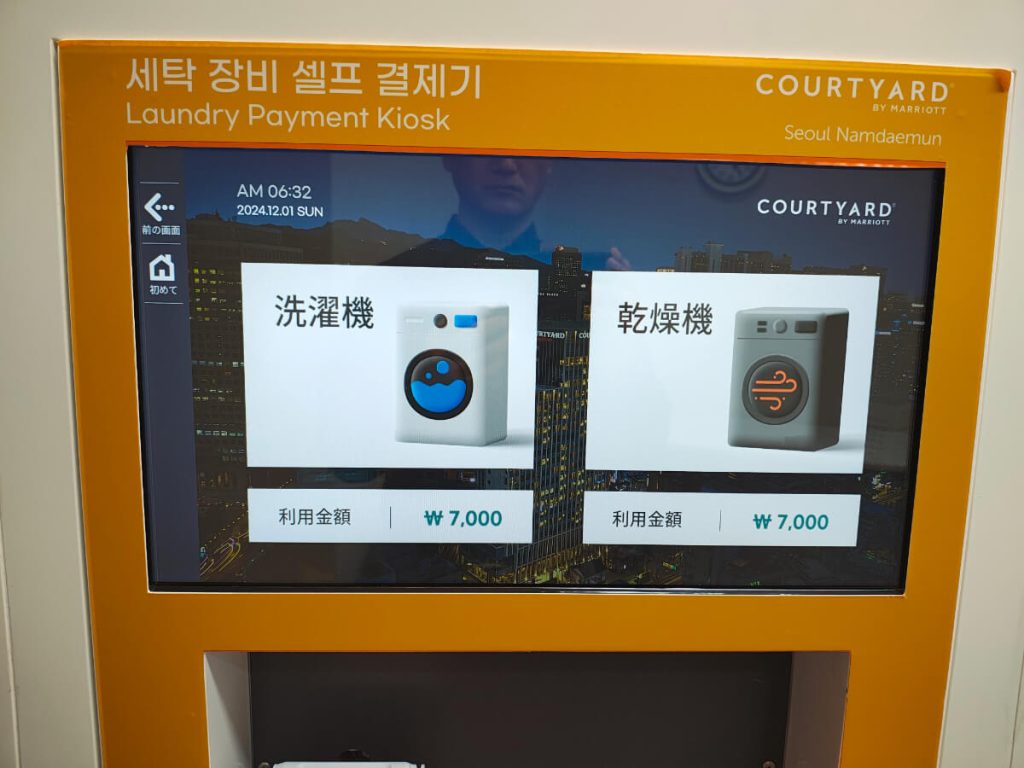 세탁 장비 셀프 결제기
Laundry Payment Kiosk
COURTYARD
BY MARRIOTT
Seoul Namdaemun
AM 06:32
2024.12.01 SUN
COURTYARD
BY MARRIOTT
前の画面
初めて
洗濯機
乾燥機
COURTYARD
利用金額
₩ 7,000
利用金額
₩ 7,000